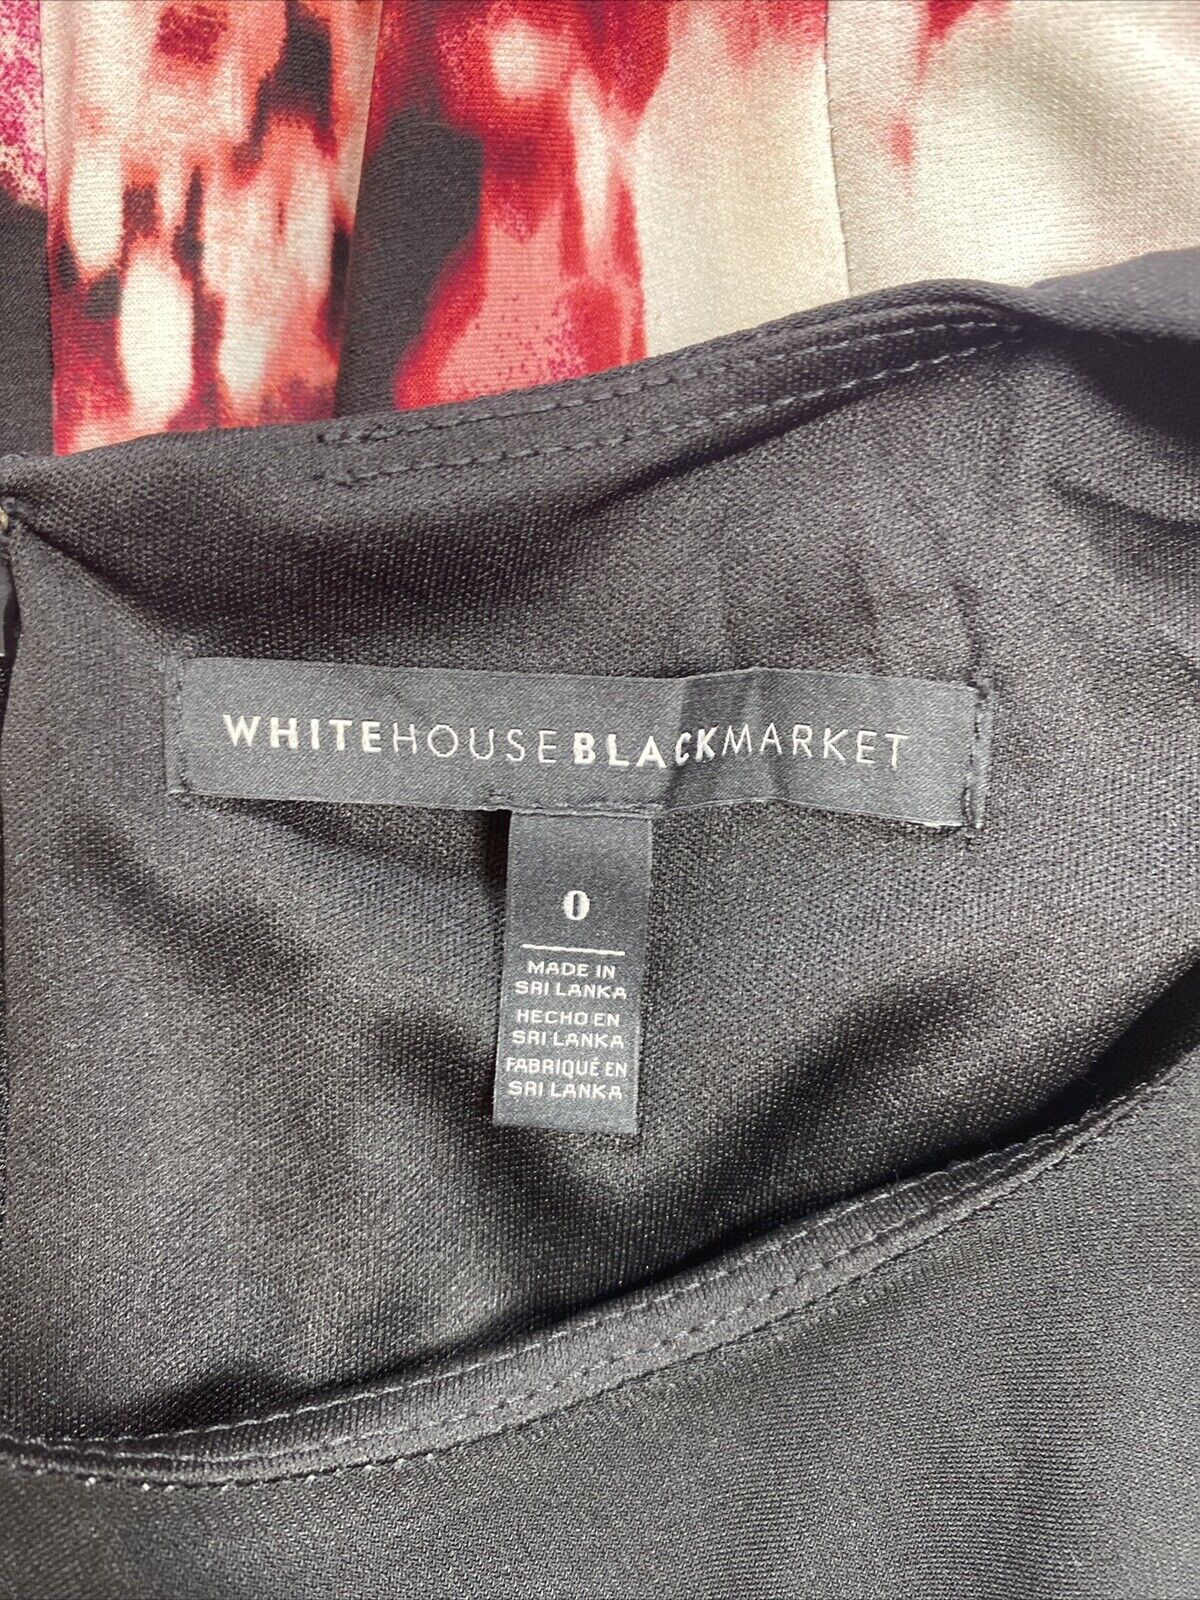 WHITEHOUSEBLACKMARKET
0
MADE IN
SRI LANKA
HECHO EN
SRI LANKA
FABRIQUÉ EN
SRI LANKA